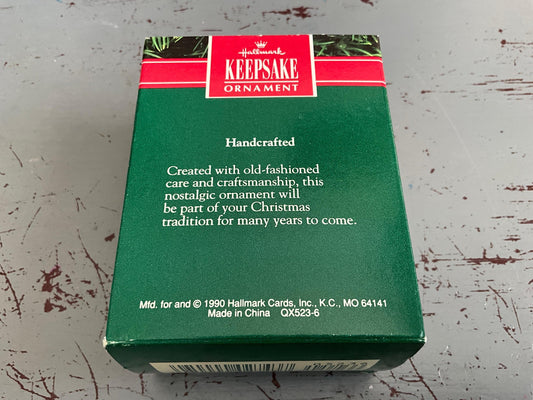 Hallmark
KEEPSAKE
ORNAMENT
Handcrafted
Created with old-fashioned
care and craftsmanship, this
nostalgic ornament will
be part of your Christmas
tradition for many years to come.
Mfd. for and © 1990 Hallmark Cards, Inc., K.C., MO 64141
Made in China QX523-6